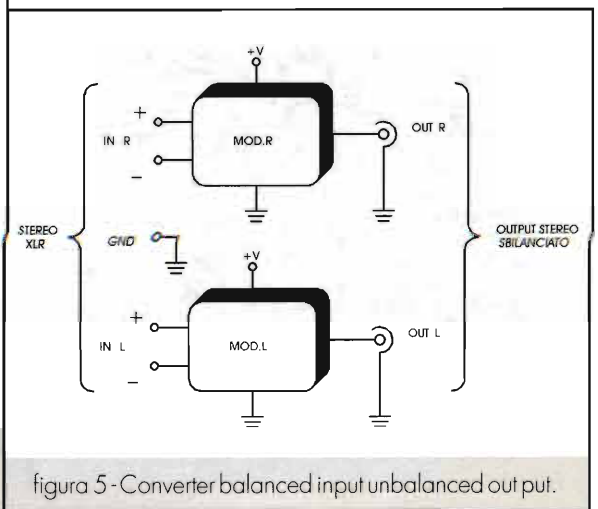 +V
+
IN R
MOD.R
OUT R
−
STEREO
XLR
GND
OUTPUT STEREO
SBILANCIATO
+V
+
IN L
MOD.L
OUT L
−
figura 5 - Converter balanced input unbalanced out put.